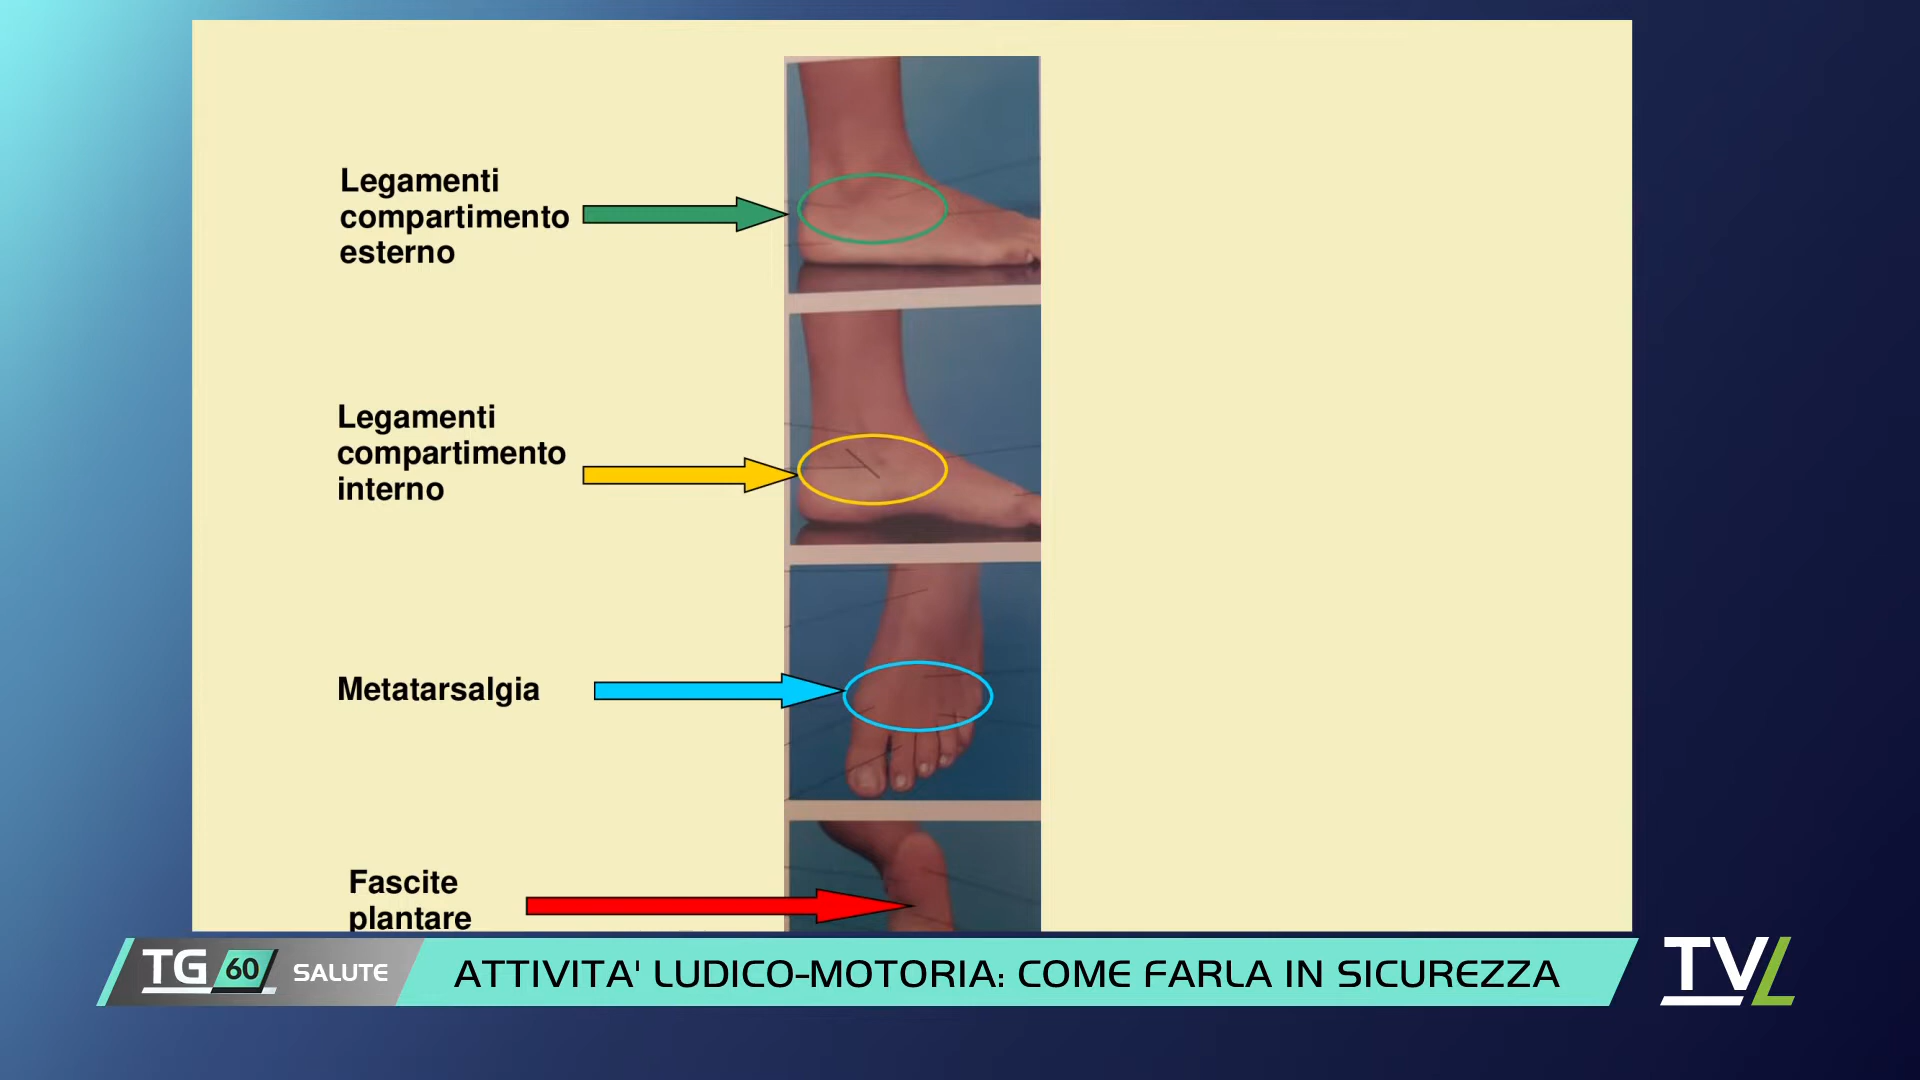 Legamenti
compartimento
esterno
Legamenti
compartimento
interno
Metatarsalgia
Fascite
plantare
TG 60 SALUTE
ATTIVITA' LUDICO-MOTORIA: COME FARLA IN SICUREZZA
TVL